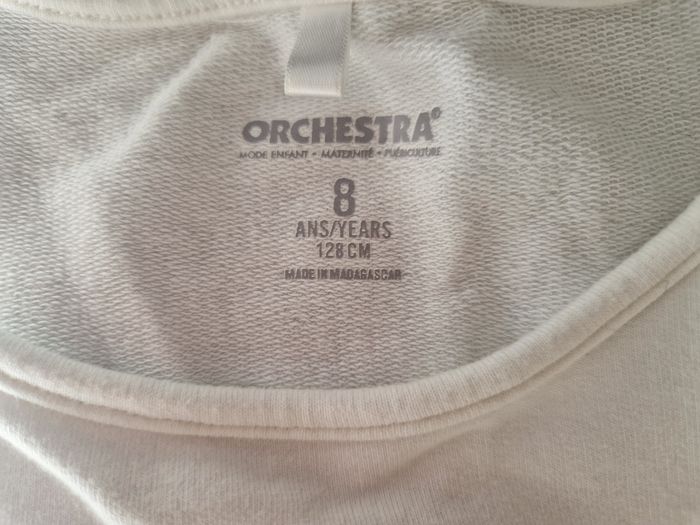 ORCHESTRA®
MODE ENFANT • MATERNITÉ • PUÉRICULTURE
8
ANS/YEARS
128 CM
MADE IN MADAGASCAR